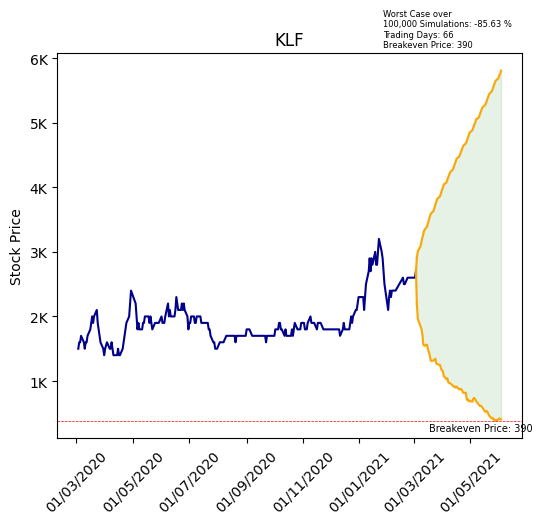 Worst Case over
100,000 Simulations: -85.63 %
Trading Days: 66
Breakeven Price: 390
KLF
6K
5K
4K
3K
2K
1K
Stock Price
Breakeven Price: 390
01/03/2020
01/05/2020
01/07/2020
01/09/2020
01/11/2020
01/01/2021
01/03/2021
01/05/2021